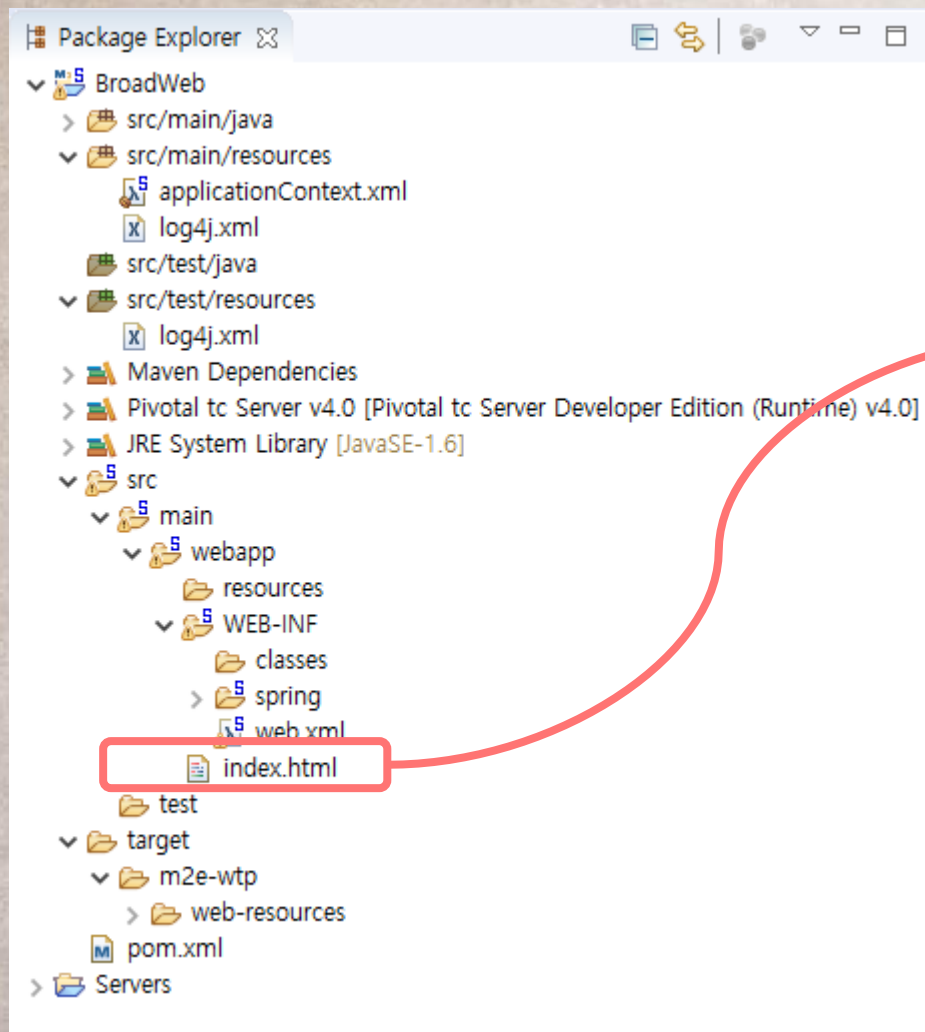 Package Explorer
BroadWeb
src/main/java
src/main/resources
applicationContext.xml
log4j.xml
src/test/java
src/test/resources
log4j.xml
Maven Dependencies
Pivotal tc Server v4.0 [Pivotal tc Server Developer Edition (Runtime) v4.0]
JRE System Library [JavaSE-1.6]
src
main
webapp
resources
WEB-INF
classes
spring
web.xml
index.html
test
target
m2e-wtp
web-resources
pom.xml
Servers